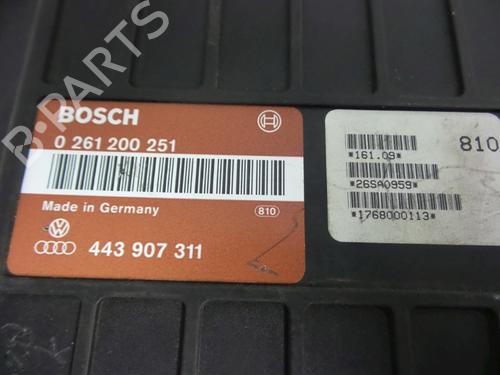 BOSCH
0 261 200 251
Made in Germany
810
443 907 311
810
*161.09*
*26SA0959*
*1768000113*
B-PARTS